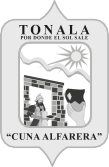 TONALA
POR DONDE EL SOL SALE
"CUNA ALFARERA"